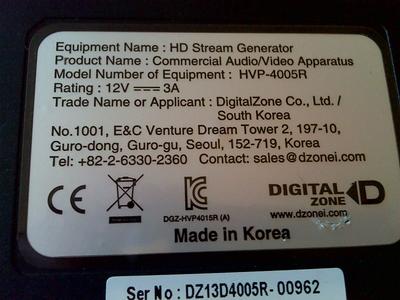 Equipment Name : HD Stream Generator
Product Name : Commercial Audio/Video Apparatus
Model Number of Equipment : HVP-4005R
Rating : 12V ⎓ 3A
Trade Name or Applicant : DigitalZone Co., Ltd. /
South Korea
No.1001, E&C Venture Dream Tower 2, 197-10,
Guro-dong, Guro-gu, Seoul, 152-719, Korea
Tel: +82-2-6330-2360 Contact: sales@dzonei.com
CE
DGZ-HVP4015R (A)
DIGITAL
ZONE
www.dzonei.com
Made in Korea
Ser No : DZ13D4005R-00962